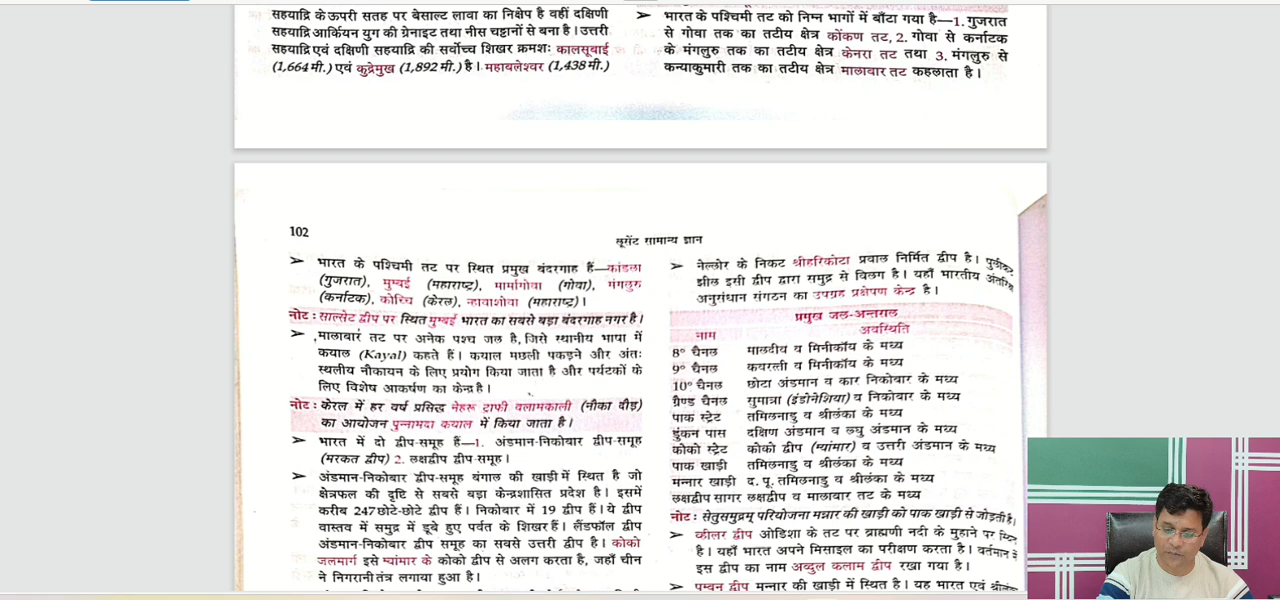 सह्याद्रि के ऊपरी सतह पर बेसाल्ट लावा का निक्षेप है वहीं दक्षिणी
सह्याद्रि आर्कियन युग की ग्रेनाइट तथा नीस चट्टानों से बना है। उत्तरी
सह्याद्रि एवं दक्षिणी सह्याद्रि की सर्वोच्च शिखर क्रमशः कालसूबाई
(1,664 मी.) एवं कुद्रेमुख (1,892 मी.) है। महाबलेश्वर (1,438 मी.)
➢ भारत के पश्चिमी तट को निम्न भागों में बाँटा गया है—1. गुजरात
से गोवा तक का तटीय क्षेत्र कोंकण तट, 2. गोवा से कर्नाटक
के मंगलुरु तक का तटीय क्षेत्र केनरा तट तथा 3. मंगलुरु से
कन्याकुमारी तक का तटीय क्षेत्र मालाबार तट कहलाता है।
102
लूसेंट सामान्य ज्ञान
➢ भारत के पश्चिमी तट पर स्थित प्रमुख बंदरगाह हैं—कांडला
(गुजरात), मुम्बई (महाराष्ट्र), मार्मागोवा (गोवा), मंगलुरु
(कर्नाटक), कोच्चि (केरल), न्हावाशेवा (महाराष्ट्र)।
नोट : साल्सेट द्वीप पर स्थित मुम्बई भारत का सबसे बड़ा बंदरगाह नगर है।
➢ मालाबार तट पर अनेक पश्च जल है, जिसे स्थानीय भाषा में
कयाल (Kayal) कहते हैं। कयाल मछली पकड़ने और अंतः
स्थलीय नौकायन के लिए प्रयोग किया जाता है और पर्यटकों के
लिए विशेष आकर्षण का केन्द्र है।
नोट : केरल में हर वर्ष प्रसिद्ध नेहरू ट्राफी वलामकाली (नौका दौड़)
का आयोजन पुन्नामदा कयाल में किया जाता है।
➢ भारत में दो द्वीप-समूह हैं—1. अंडमान-निकोबार द्वीप-समूह
(मरकत द्वीप) 2. लक्षद्वीप द्वीप-समूह।
➢ अंडमान-निकोबार द्वीप-समूह बंगाल की खाड़ी में स्थित है जो
क्षेत्रफल की दृष्टि से सबसे बड़ा केन्द्रशासित प्रदेश है। इसमें
करीब 247 छोटे-छोटे द्वीप हैं। निकोबार में 19 द्वीप हैं। ये द्वीप
वास्तव में समुद्र में डूबे हुए पर्वत के शिखर हैं। लैंडफॉल द्वीप
अंडमान-निकोबार द्वीप समूह का सबसे उत्तरी द्वीप है। कोको
जलमार्ग इसे म्यांमार के कोको द्वीप से अलग करता है, जहाँ चीन
ने निगरानी तंत्र लगाया हुआ है।
➢ नेल्लोर के निकट श्रीहरिकोटा प्रवाल निर्मित द्वीप है। पुलीकट
झील इसी द्वीप द्वारा समुद्र से विलग है। यहाँ भारतीय अंतरिक्ष
अनुसंधान संगठन का उपग्रह प्रक्षेपण केन्द्र है।
प्रमुख जल-अन्तराल
नाम अवस्थिति
8° चैनल मालदीव व मिनीकॉय के मध्य
9° चैनल कवरत्ती व मिनीकॉय के मध्य
10° चैनल छोटा अंडमान व कार निकोबार के मध्य
ग्रैण्ड चैनल सुमात्रा (इंडोनेशिया) व निकोबार के मध्य
पाक स्ट्रेट तमिलनाडु व श्रीलंका के मध्य
डुंकन पास दक्षिण अंडमान व लघु अंडमान के मध्य
कोको स्ट्रेट कोको द्वीप (म्यांमार) व उत्तरी अंडमान के मध्य
पाक खाड़ी तमिलनाडु व श्रीलंका के मध्य
मन्नार खाड़ी द. पू. तमिलनाडु व श्रीलंका के मध्य
लक्षद्वीप सागर लक्षद्वीप व मालाबार तट के मध्य
नोट : सेतुसमुद्रम् परियोजना मन्नार की खाड़ी को पाक खाड़ी से जोड़ती है।
➢ व्हीलर द्वीप ओडिशा के तट पर ब्राह्मणी नदी के मुहाने पर स्थित
है। यहाँ भारत अपने मिसाइल का परीक्षण करता है। वर्तमान में
इस द्वीप का नाम अब्दुल कलाम द्वीप रखा गया है।
➢ पम्बन द्वीप मन्नार की खाड़ी में स्थित है। यह भारत एवं श्रीलंका